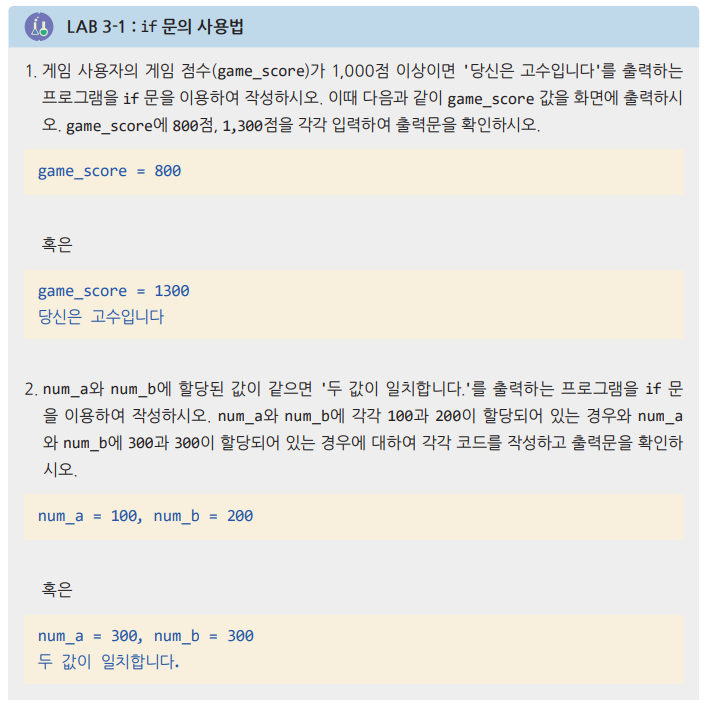 LAB 3-1 : if 문의 사용법
1. 게임 사용자의 게임 점수(game_score)가 1,000점 이상이면 '당신은 고수입니다'를 출력하는
프로그램을 if 문을 이용하여 작성하시오. 이때 다음과 같이 game_score 값을 화면에 출력하시
오. game_score에 800점, 1,300점을 각각 입력하여 출력문을 확인하시오.
game_score = 800
혹은
game_score = 1300
당신은 고수입니다
2. num_a와 num_b에 할당된 값이 같으면 '두 값이 일치합니다.'를 출력하는 프로그램을 if 문
을 이용하여 작성하시오. num_a와 num_b에 각각 100과 200이 할당되어 있는 경우와 num_a
와 num_b에 300과 300이 할당되어 있는 경우에 대하여 각각 코드를 작성하고 출력문을 확인하
시오.
num_a = 100, num_b = 200
혹은
num_a = 300, num_b = 300
두 값이 일치합니다.